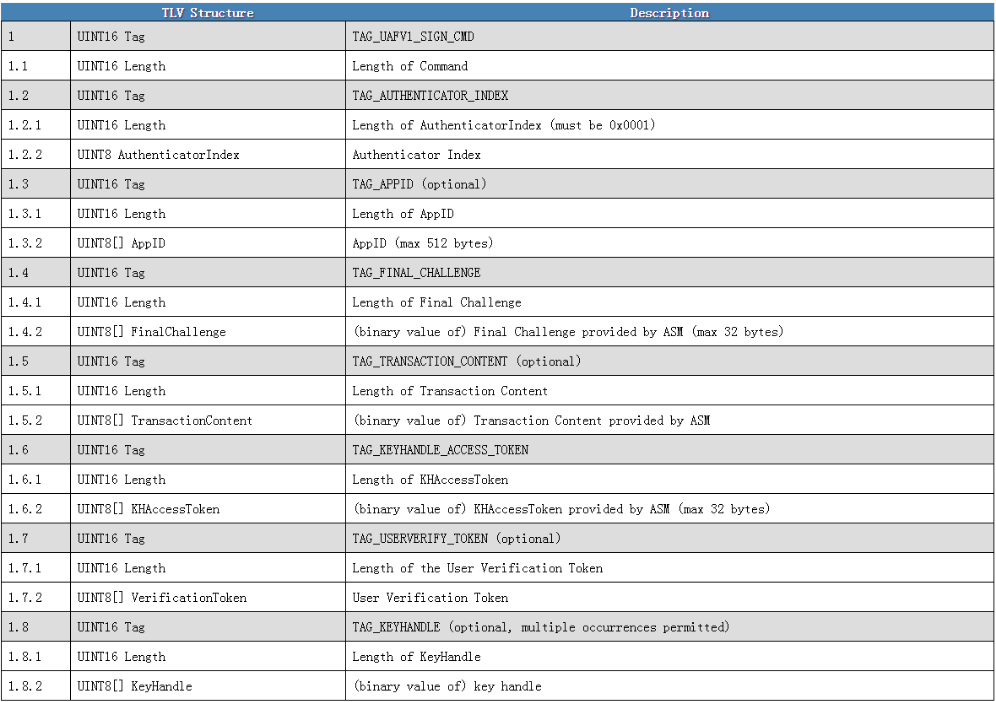 TLV Structure Description
1 UINT16 Tag TAG_UAFV1_SIGN_CMD
1.1 UINT16 Length Length of Command
1.2 UINT16 Tag TAG_AUTHENTICATOR_INDEX
1.2.1 UINT16 Length Length of AuthenticatorIndex (must be 0x0001)
1.2.2 UINT8 AuthenticatorIndex Authenticator Index
1.3 UINT16 Tag TAG_APPID (optional)
1.3.1 UINT16 Length Length of AppID
1.3.2 UINT8[] AppID AppID (max 512 bytes)
1.4 UINT16 Tag TAG_FINAL_CHALLENGE
1.4.1 UINT16 Length Length of Final Challenge
1.4.2 UINT8[] FinalChallenge (binary value of) Final Challenge provided by ASM (max 32 bytes)
1.5 UINT16 Tag TAG_TRANSACTION_CONTENT (optional)
1.5.1 UINT16 Length Length of Transaction Content
1.5.2 UINT8[] TransactionContent (binary value of) Transaction Content provided by ASM
1.6 UINT16 Tag TAG_KEYHANDLE_ACCESS_TOKEN
1.6.1 UINT16 Length Length of KHAccessToken
1.6.2 UINT8[] KHAccessToken (binary value of) KHAccessToken provided by ASM (max 32 bytes)
1.7 UINT16 Tag TAG_USERVERIFY_TOKEN (optional)
1.7.1 UINT16 Length Length of the User Verification Token
1.7.2 UINT8[] VerificationToken User Verification Token
1.8 UINT16 Tag TAG_KEYHANDLE (optional, multiple occurrences permitted)
1.8.1 UINT16 Length Length of KeyHandle
1.8.2 UINT8[] KeyHandle (binary value of) key handle